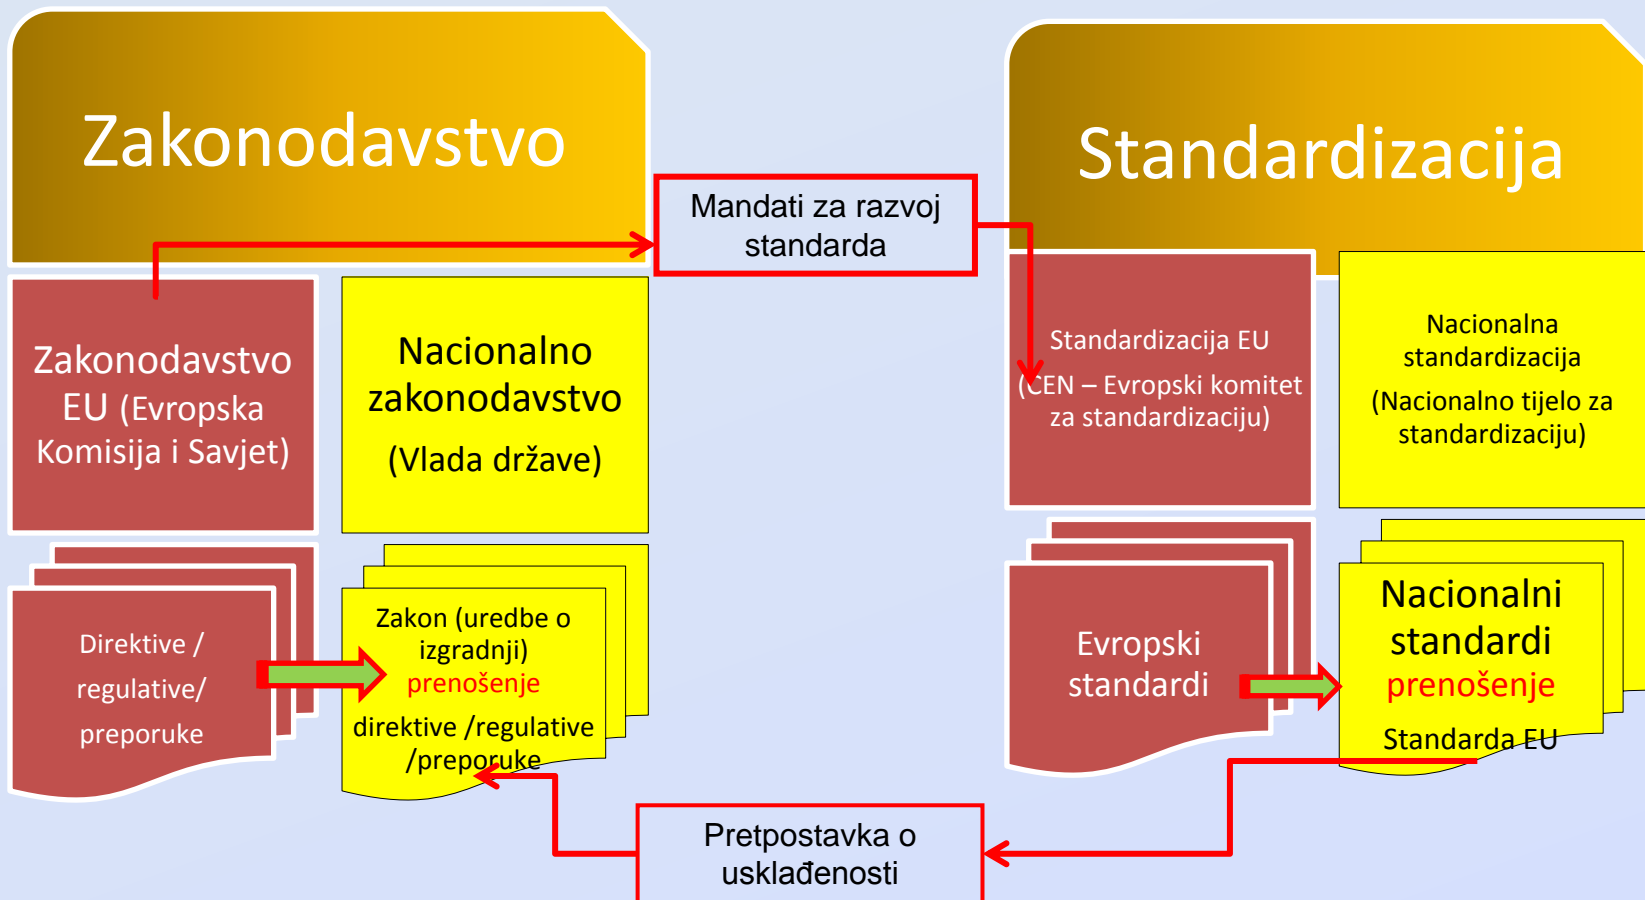 Zakonodavstvo
Standardizacija
Mandati za razvoj
standarda
Zakonodavstvo
EU (Evropska
Komisija i Savjet)
Nacionalno
zakonodavstvo
(Vlada države)
Standardizacija EU
(CEN – Evropski komitet
za standardizaciju)
Nacionalna
standardizacija
(Nacionalno tijelo za
standardizaciju)
Direktive /
regulative/
preporuke
Zakon (uredbe o
izgradnji)
prenošenje
direktive /regulative
/preporuke
Evropski
standardi
Nacionalni
standardi
prenošenje
Standarda EU
Pretpostavka o
usklađenosti